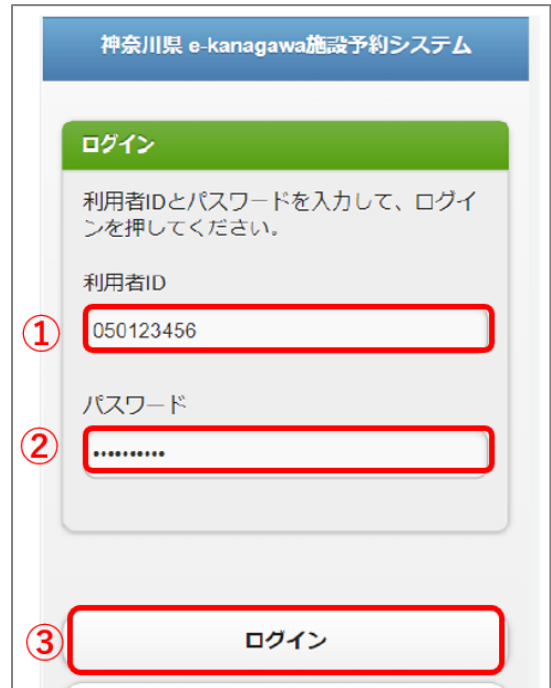 神奈川県 e-kanagawa施設予約システム
ログイン
利用者IDとパスワードを入力して、ログイ
ンを押してください。
利用者ID
① 050123456
パスワード
② ••••••••••
③ ログイン